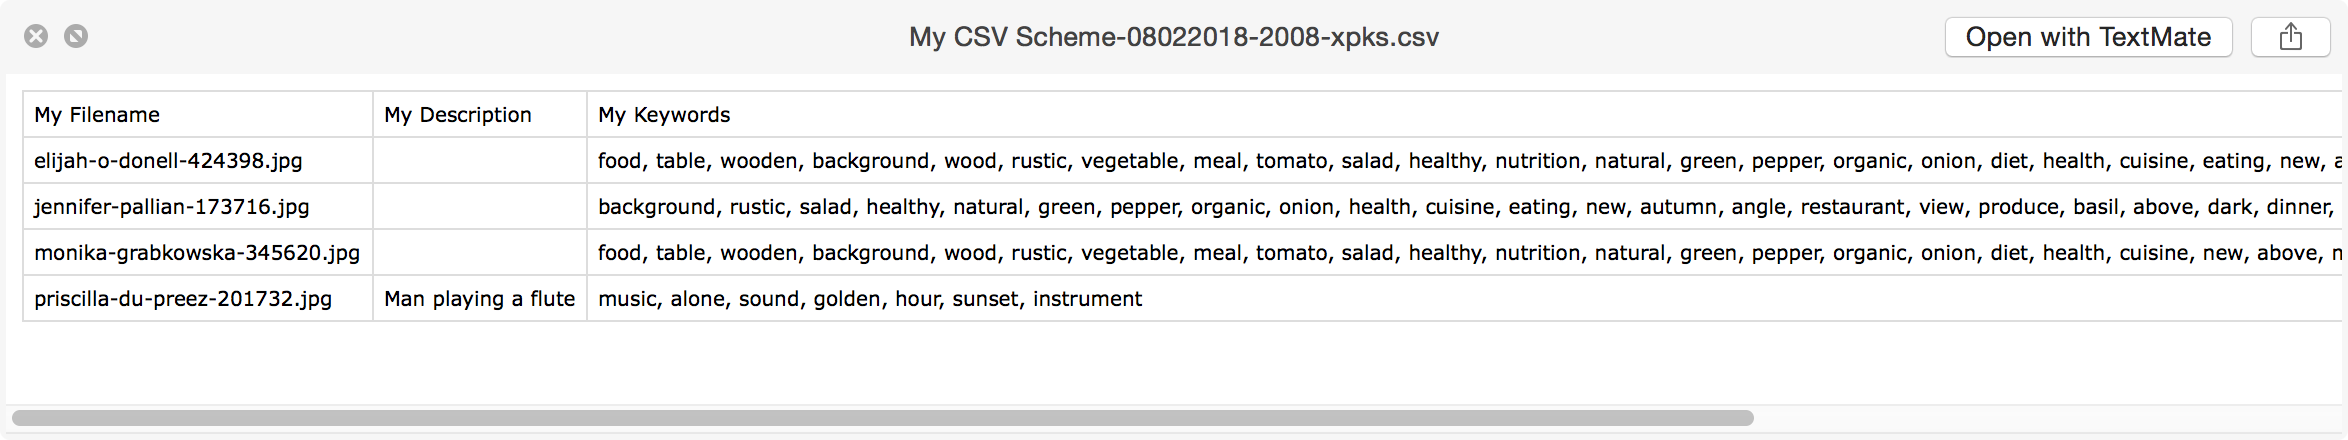 My CSV Scheme-08022018-2008-xpks.csv
Open with TextMate
My Filename My Description My Keywords
elijah-o-donell-424398.jpg food, table, wooden, background, wood, rustic, vegetable, meal, tomato, salad, healthy, nutrition, natural, green, pepper, organic, onion, diet, health, cuisine, eating, new,
jennifer-pallian-173716.jpg background, rustic, salad, healthy, natural, green, pepper, organic, onion, health, cuisine, eating, new, autumn, angle, restaurant, view, produce, basil, above, dark, dinner,
monika-grabkowska-345620.jpg food, table, wooden, background, wood, rustic, vegetable, meal, tomato, salad, healthy, nutrition, natural, green, pepper, organic, onion, diet, health, cuisine, new, above,
priscilla-du-preez-201732.jpg Man playing a flute music, alone, sound, golden, hour, sunset, instrument